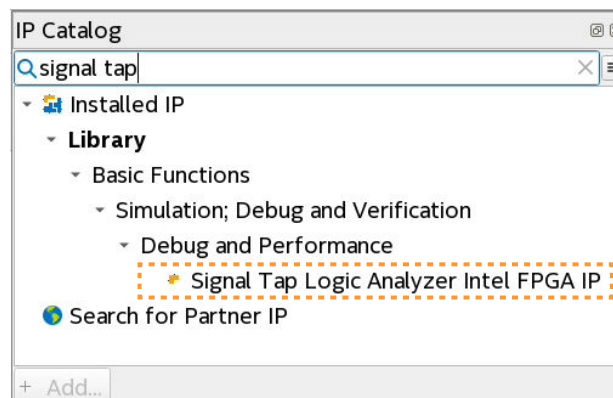 IP Catalog
signal tap
Installed IP
Library
Basic Functions
Simulation; Debug and Verification
Debug and Performance
Signal Tap Logic Analyzer Intel FPGA IP
Search for Partner IP
+ Add...